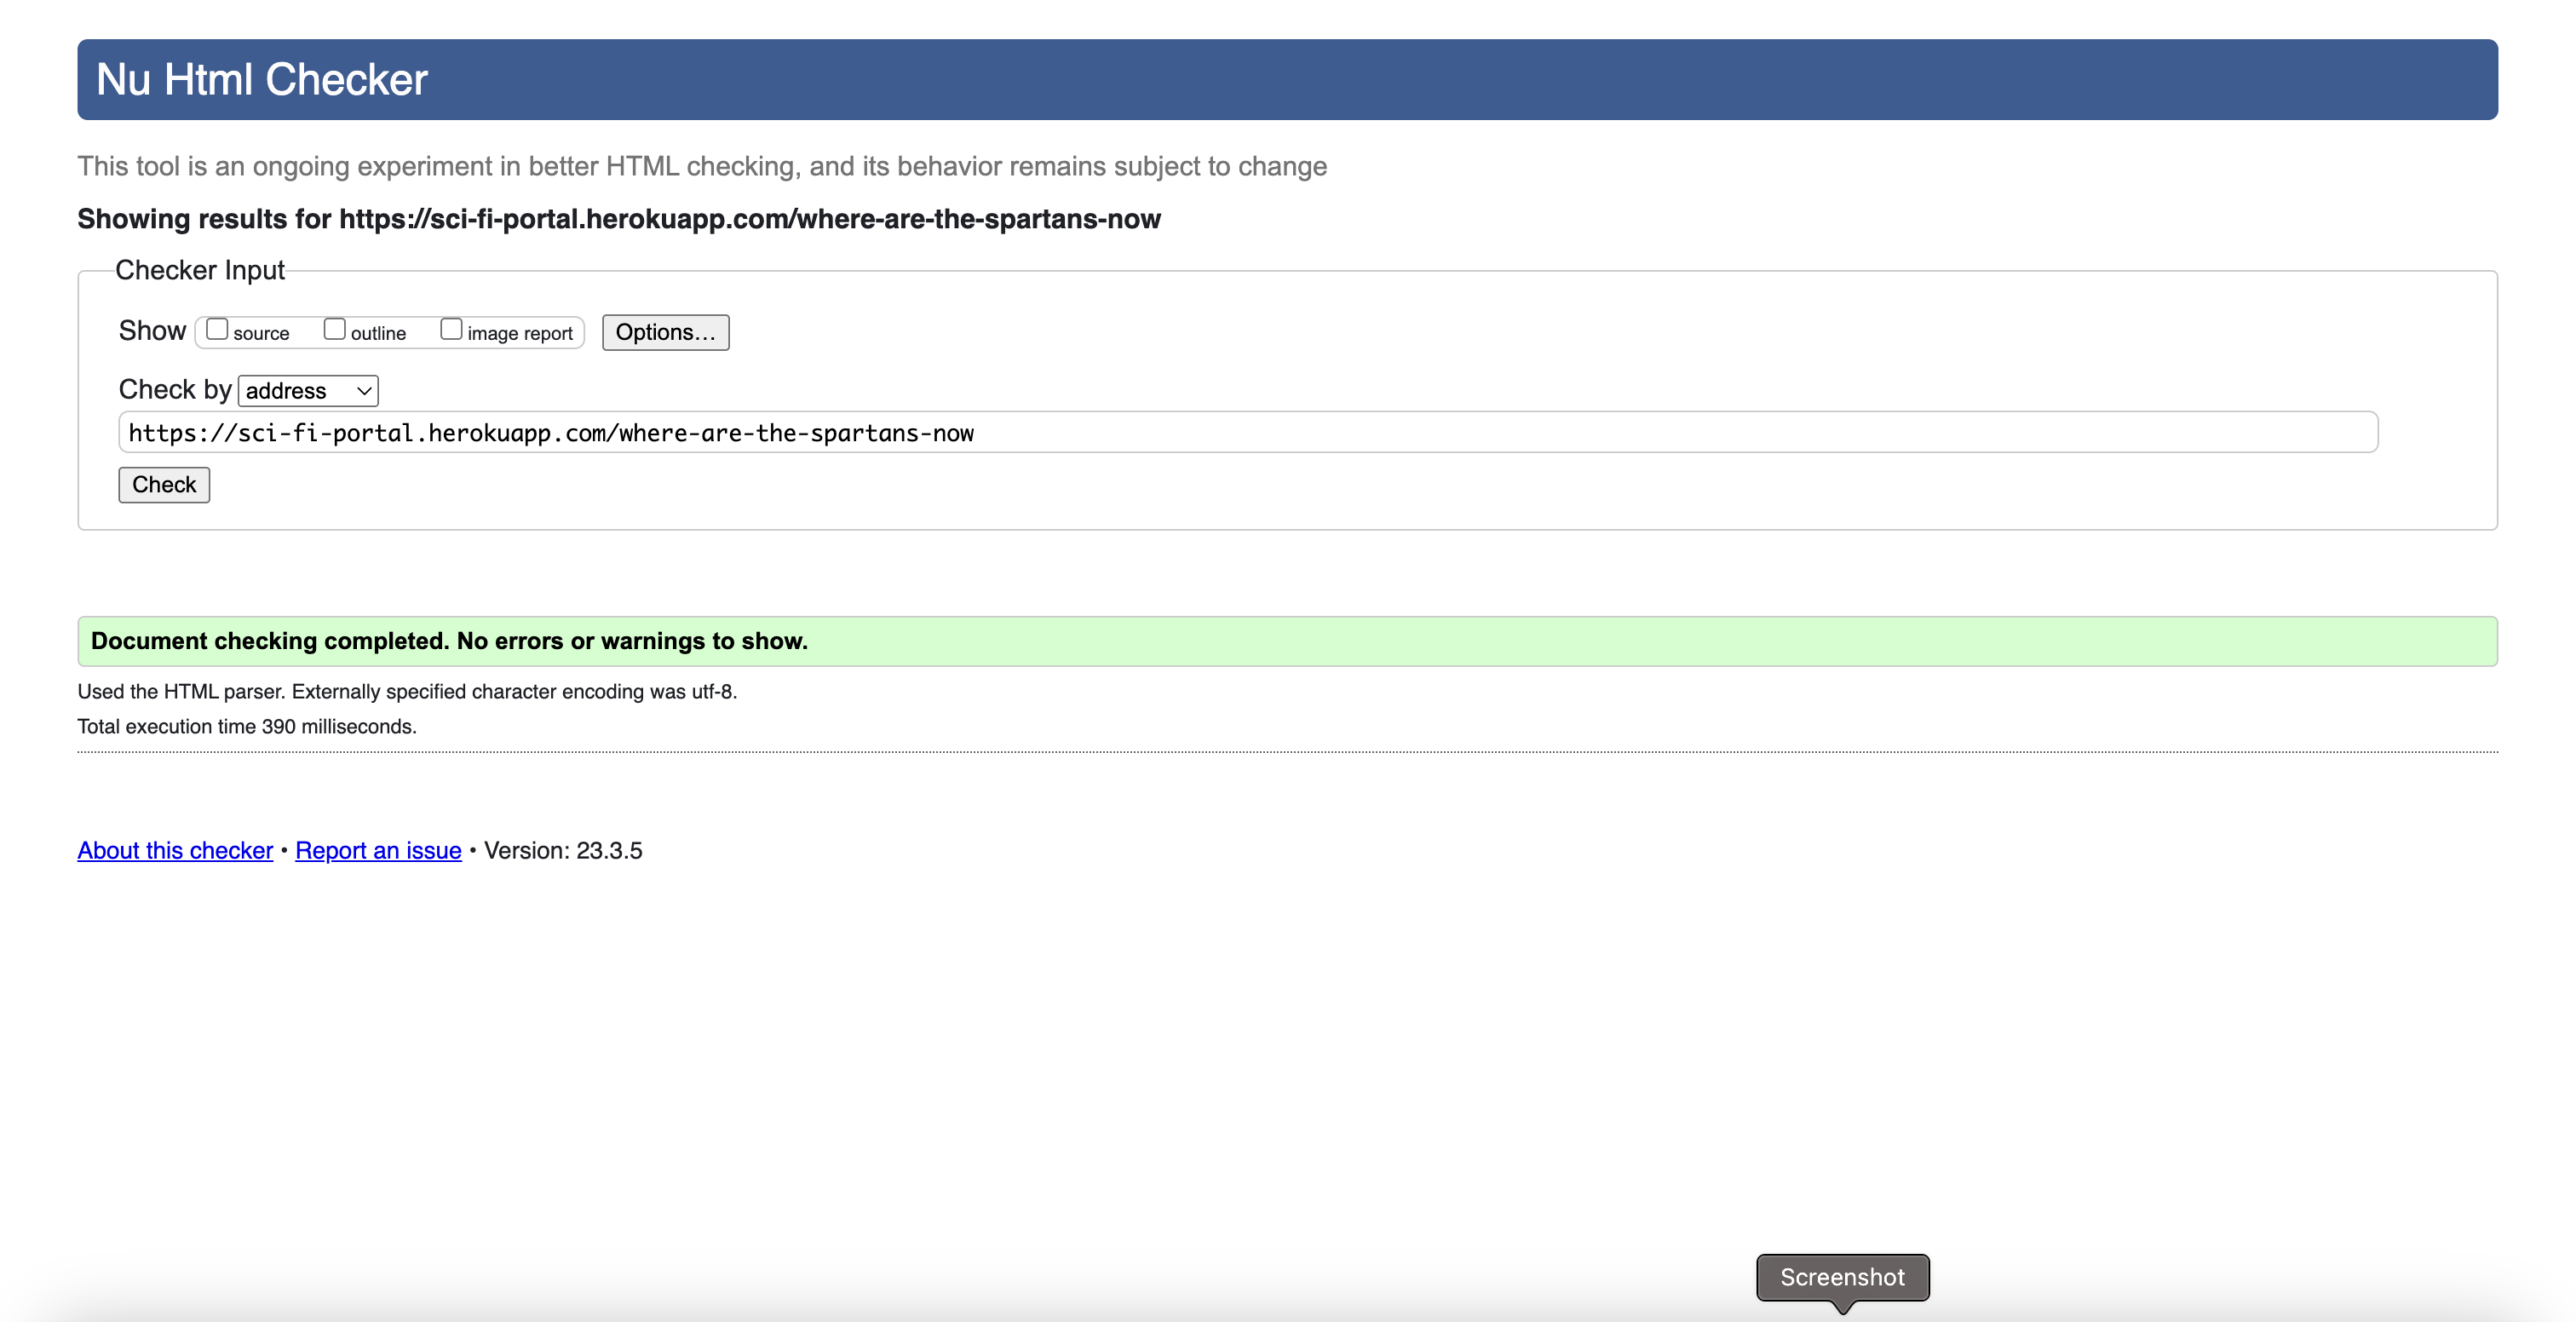 Nu Html Checker
This tool is an ongoing experiment in better HTML checking, and its behavior remains subject to change
Showing results for https://sci-fi-portal.herokuapp.com/where-are-the-spartans-now
Checker Input
Show source outline image report Options...
Check by address
https://sci-fi-portal.herokuapp.com/where-are-the-spartans-now
Check
Document checking completed. No errors or warnings to show.
Used the HTML parser. Externally specified character encoding was utf-8.
Total execution time 390 milliseconds.
About this checker • Report an issue • Version: 23.3.5
Screenshot